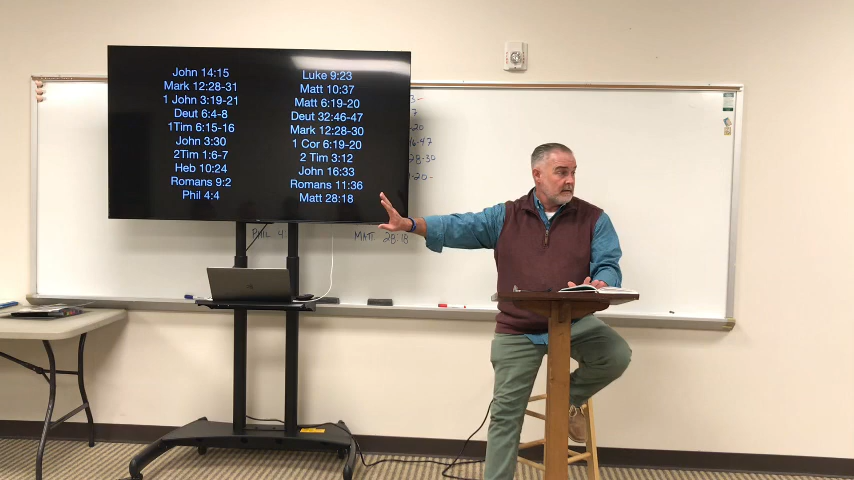 John 14:15
Mark 12:28-31
1 John 3:19-21
Deut 6:4-8
1Tim 6:15-16
John 3:30
2Tim 1:6-7
Heb 10:24
Romans 9:2
Phil 4:4
Luke 9:23
Matt 10:37
Matt 6:19-20
Deut 32:46-47
Mark 12:28-30
1 Cor 6:19-20
2 Tim 3:12
John 16:33
Romans 11:36
Matt 28:18
PHIL 4:
MATT 28:18